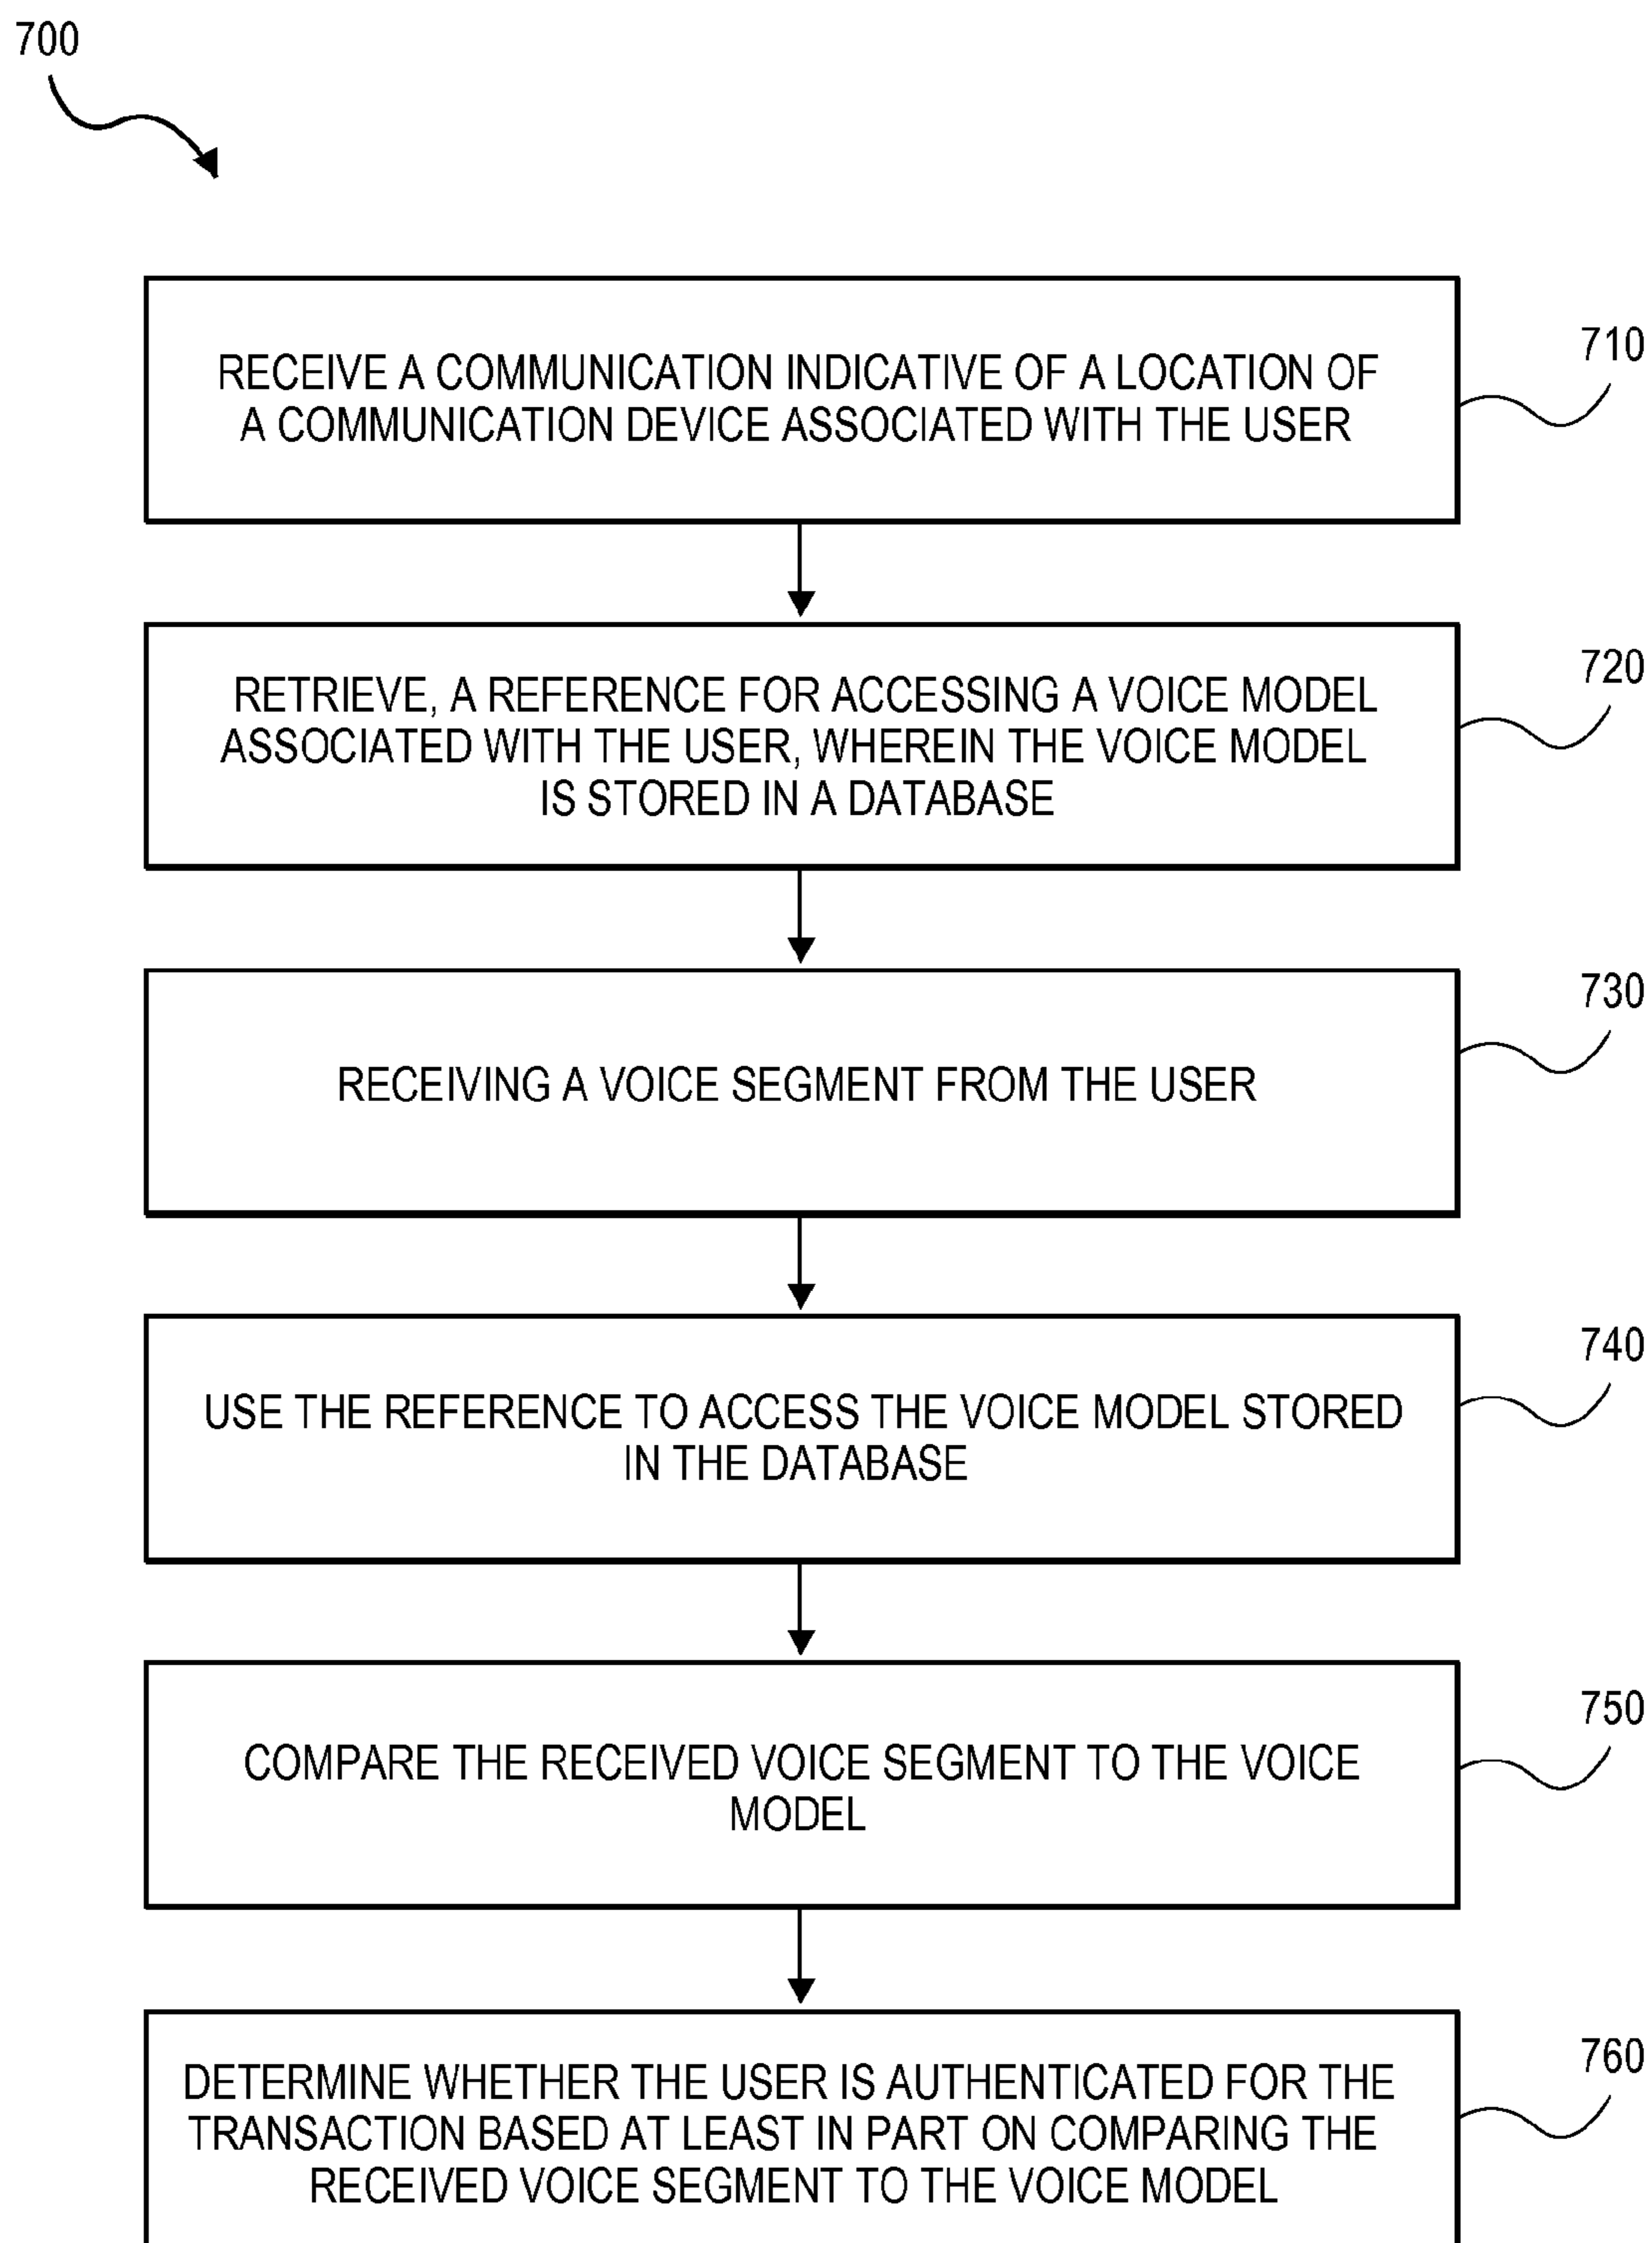 700
RECEIVE A COMMUNICATION INDICATIVE OF A LOCATION OF
A COMMUNICATION DEVICE ASSOCIATED WITH THE USER
710
RETRIEVE, A REFERENCE FOR ACCESSING A VOICE MODEL
ASSOCIATED WITH THE USER, WHEREIN THE VOICE MODEL
IS STORED IN A DATABASE
720
RECEIVING A VOICE SEGMENT FROM THE USER
730
USE THE REFERENCE TO ACCESS THE VOICE MODEL STORED
IN THE DATABASE
740
COMPARE THE RECEIVED VOICE SEGMENT TO THE VOICE
MODEL
750
DETERMINE WHETHER THE USER IS AUTHENTICATED FOR THE
TRANSACTION BASED AT LEAST IN PART ON COMPARING THE
RECEIVED VOICE SEGMENT TO THE VOICE MODEL
760